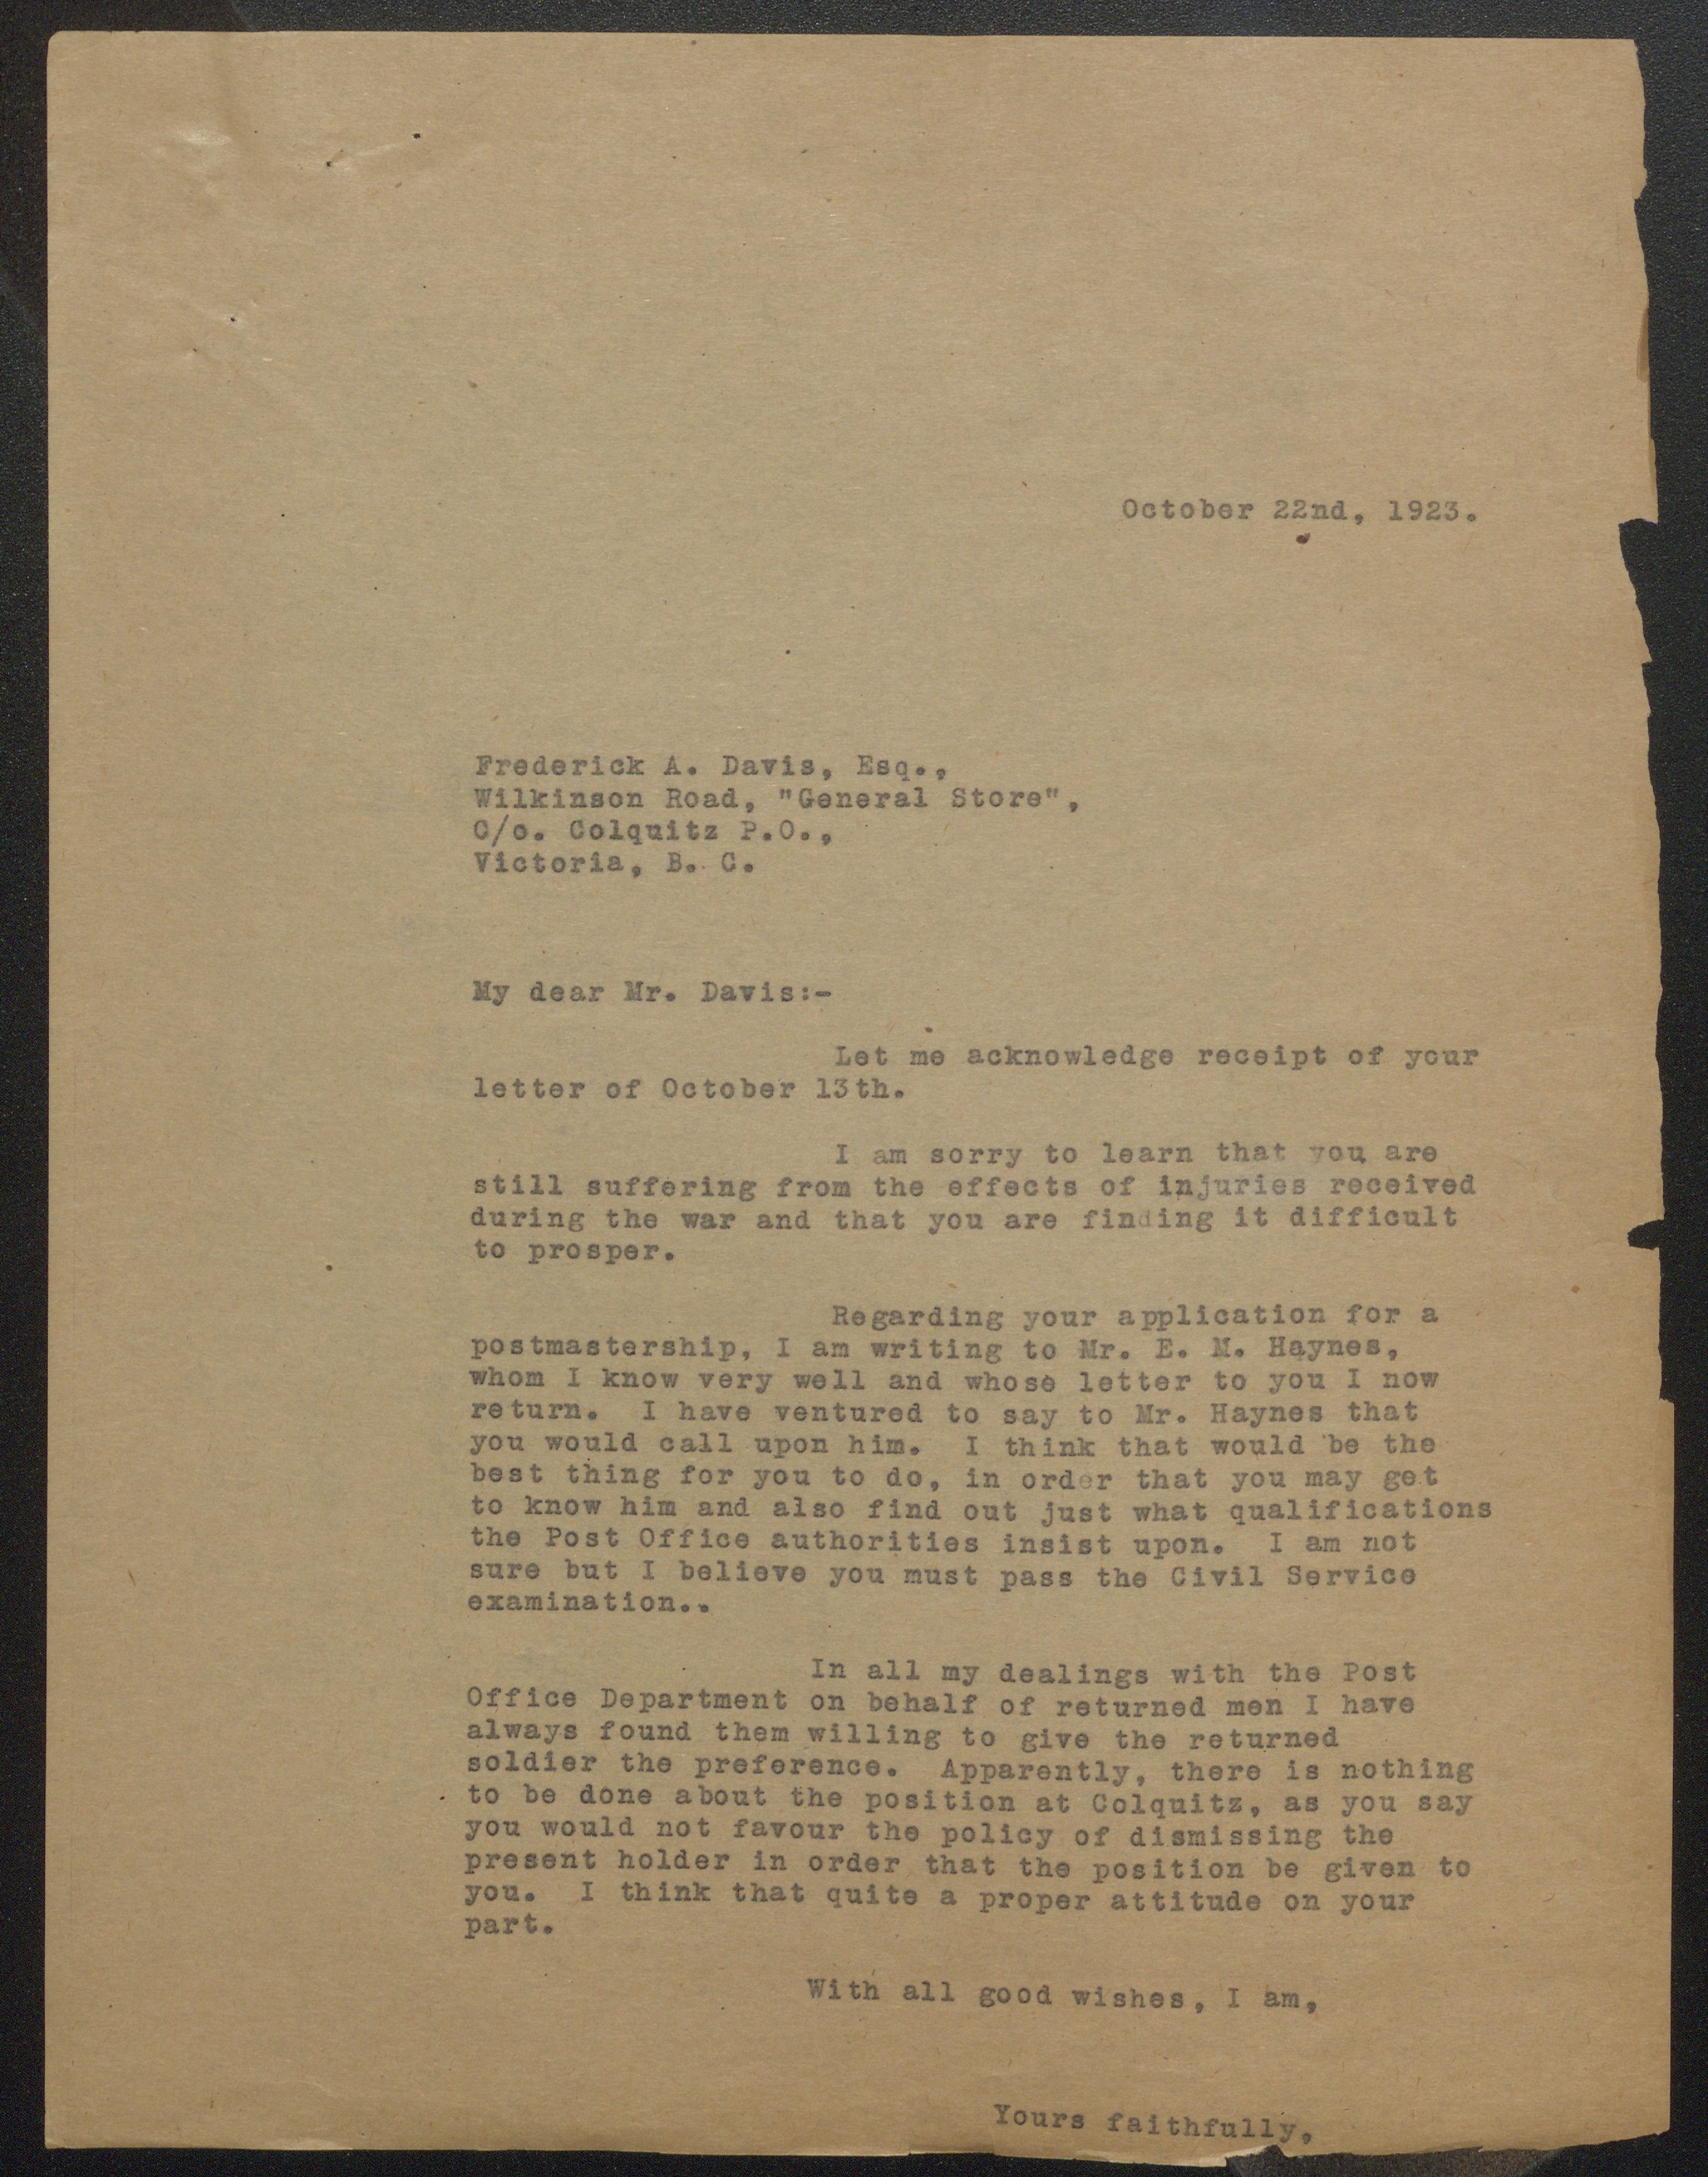 October 22nd, 1923.
Frederick A. Davis, Esq.,
Wilkinson Road, "General Store",
C/o. Colquitz P.O.,
Victoria, B. C.
My dear Mr. Davis:-
Let me acknowledge receipt of your
letter of October 13th.
I am sorry to learn that you are
still suffering from the effects of injuries received
during the war and that you are finding it difficult
to prosper.
Regarding your application for a
postmastership, I am writing to Mr. E. M. Haynes,
whom I know very well and whose letter to you I now
return. I have ventured to say to Mr. Haynes that
you would call upon him. I think that would be the
best thing for you to do, in order that you may get
to know him and also find out just what qualifications
the Post Office authorities insist upon. I am not
sure but I believe you must pass the Civil Service
examination..
In all my dealings with the Post
Office Department on behalf of returned men I have
always found them willing to give the returned
soldier the preference. Apparently, there is nothing
to be done about the position at Colquitz, as you say
you would not favour the policy of dismissing the
present holder in order that the position be given to
you. I think that quite a proper attitude on your
part.
With all good wishes, I am,
Yours faithfully,